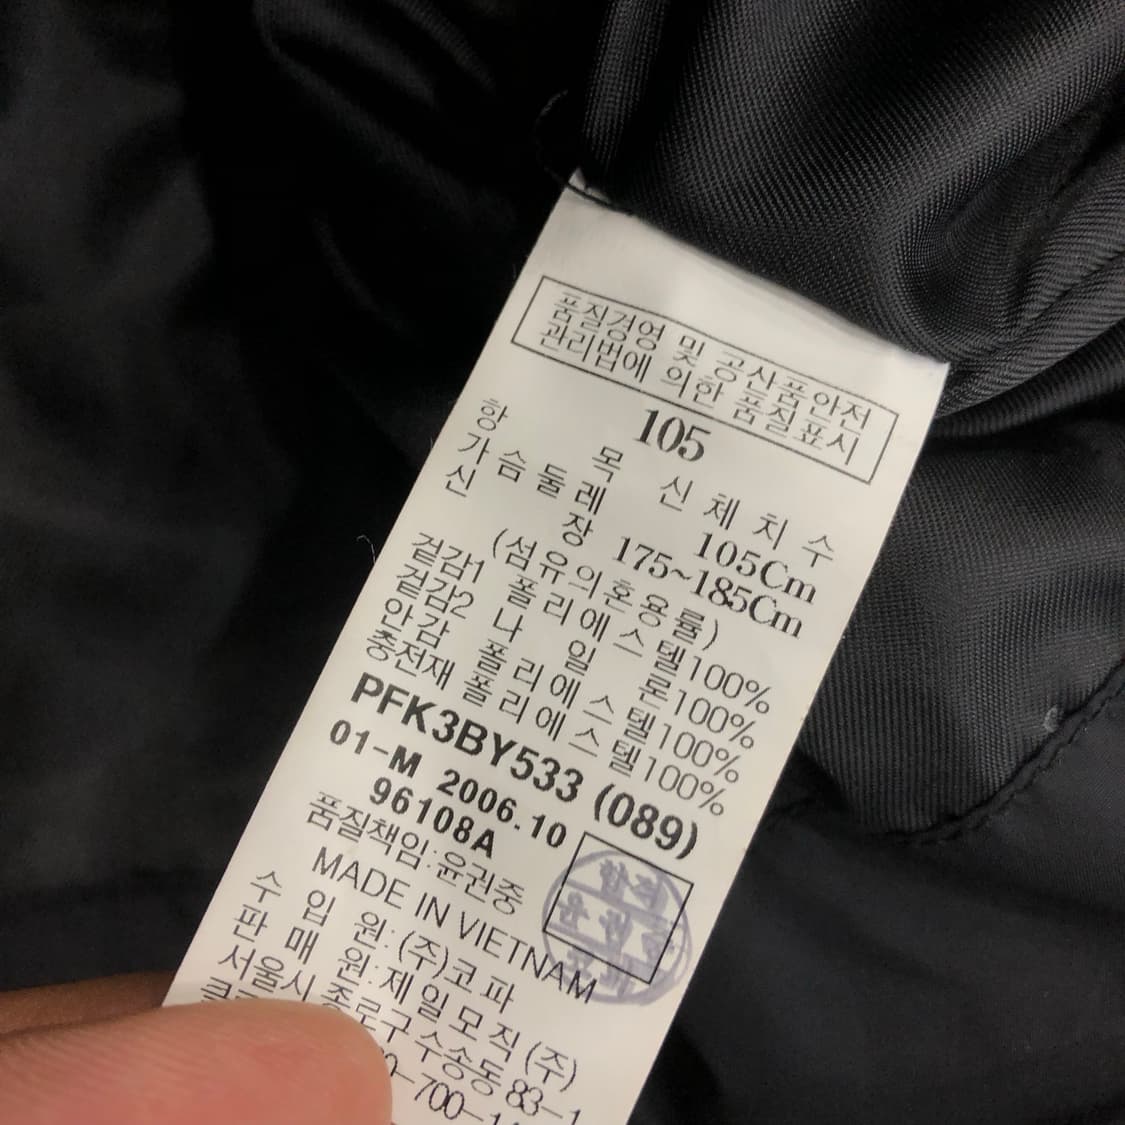 품질경영 및 공산품안전
관리법에 의한 품질표시
105
항 목 신 체 치 수
가 슴 둘 레 105Cm
신 장 175~185Cm
(섬유의혼용률)
겉감1 폴리에스텔100%
겉감2 나 일 론100%
안감 폴리에스텔100%
충전재 폴리에스텔100%
PFK3BY533 (089)
01-M 2006.10
96108A
품질책임:윤권중
MADE IN VIETNAM
수 입 원: (주)코파
판 매 원:제일모직(주)
서울시 종로구 수송동 83-1